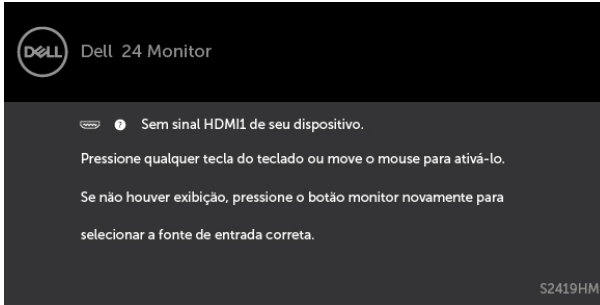 DELL
Dell 24 Monitor
Sem sinal HDMI1 de seu dispositivo.
Pressione qualquer tecla do teclado ou move o mouse para ativá-lo.
Se não houver exibição, pressione o botão monitor novamente para
selecionar a fonte de entrada correta.
S2419HM